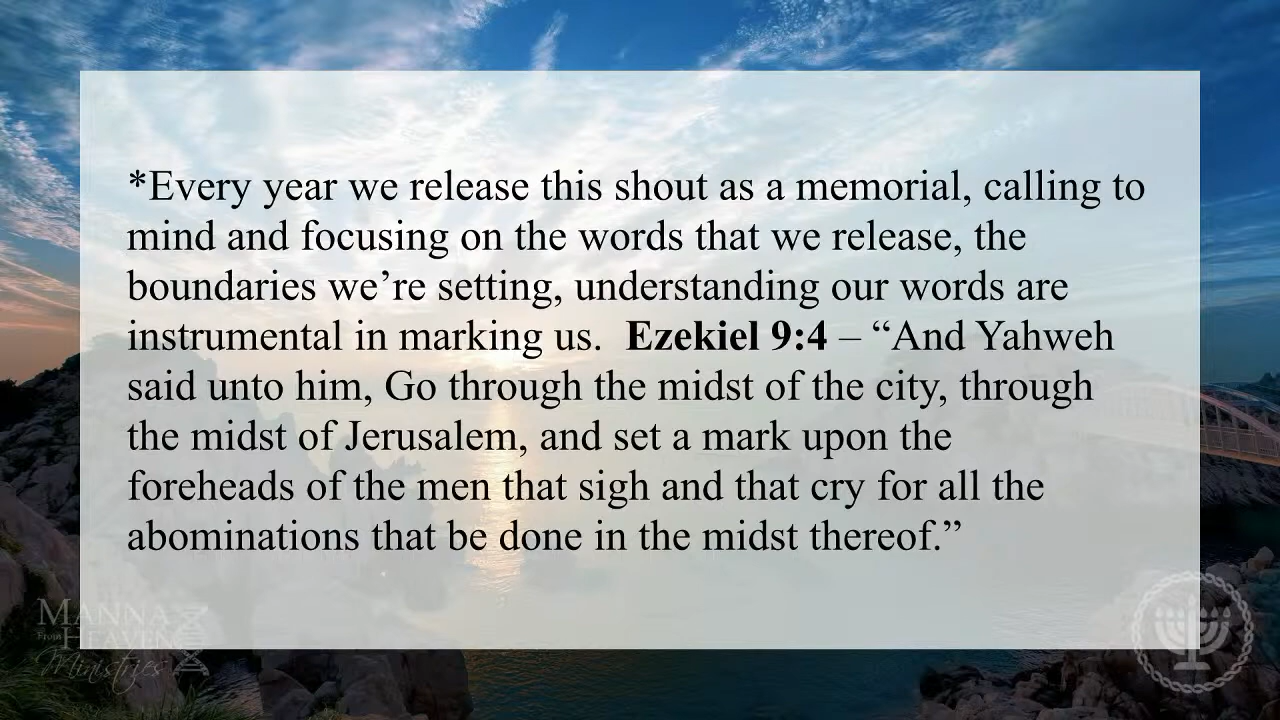 *Every year we release this shout as a memorial, calling to
mind and focusing on the words that we release, the
boundaries we’re setting, understanding our words are
instrumental in marking us.  Ezekiel 9:4 – “And Yahweh
said unto him, Go through the midst of the city, through
the midst of Jerusalem, and set a mark upon the
foreheads of the men that sigh and that cry for all the
abominations that be done in the midst thereof.”
MANNA
From HEAVEN
Ministries